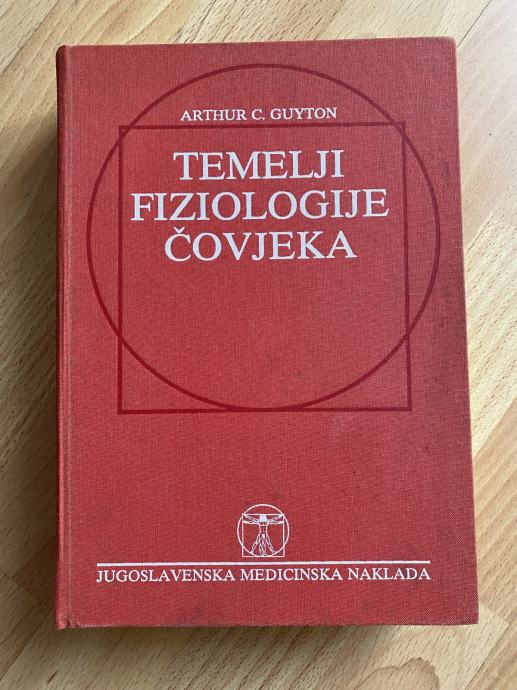 ARTHUR C. GUYTON
TEMELJI
FIZIOLOGIJE
ČOVJEKA
JUGOSLAVENSKA MEDICINSKA NAKLADA